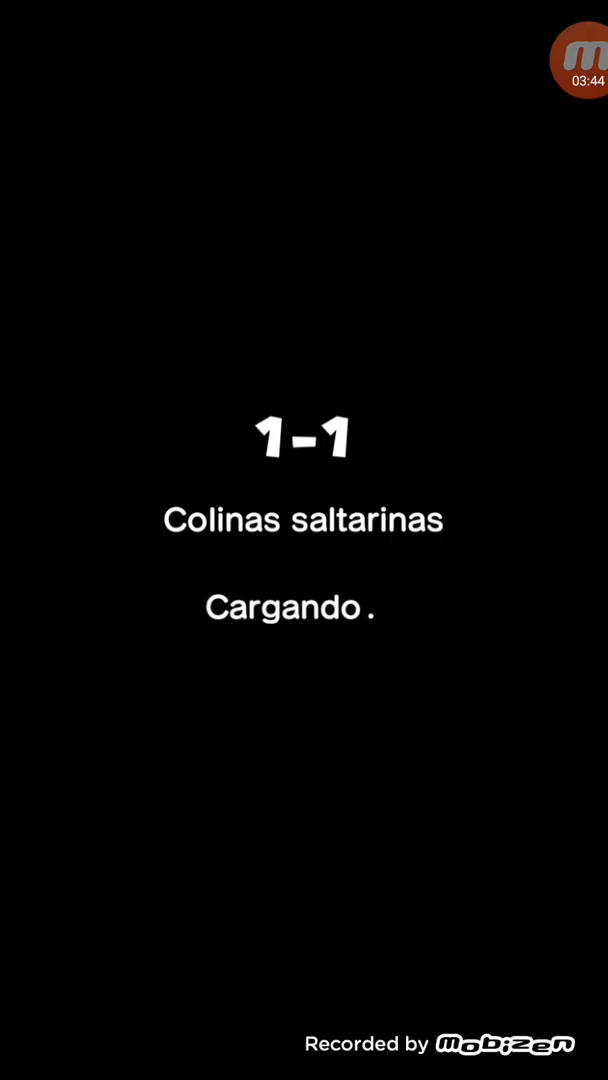 m
03:44
1-1
Colinas saltarinas
Cargando.
Recorded by mobizen